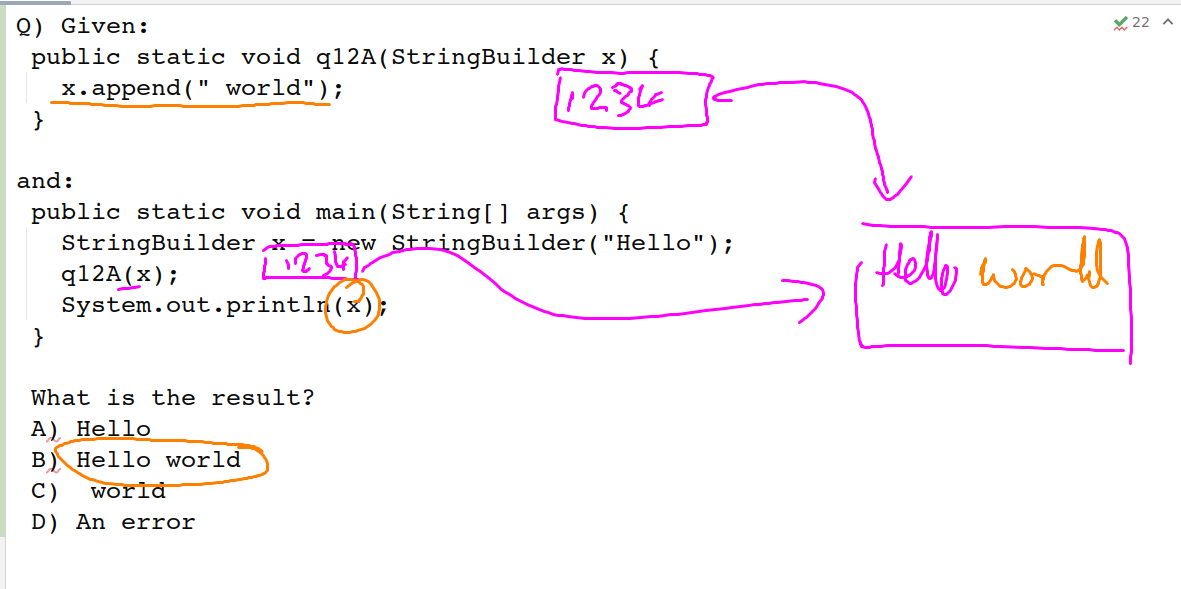 Q) Given:
22
public static void q12A(StringBuilder x) {
x.append(" world");
1234
}
and:
public static void main(String[] args) {
StringBuilder x = new StringBuilder("Hello");
1234
Hello world
q12A(x);
System.out.println(x);
}
What is the result?
A) Hello
B) Hello world
C)  world
D) An error